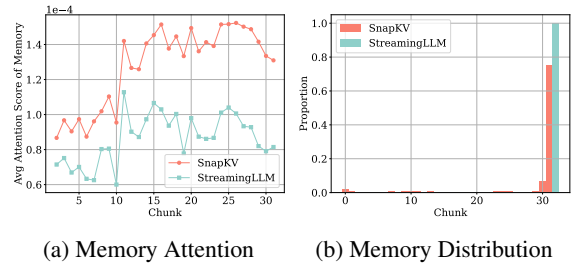 1e−4
1.4
1.2
1.0
0.8
0.6
Avg Attention Score of Memory
5 10 15 20 25 30
Chunk
SnapKV
StreamingLLM
(a) Memory Attention
1.0
0.8
0.6
0.4
0.2
0.0
Proportion
0 10 20 30
Chunk
SnapKV
StreamingLLM
(b) Memory Distribution